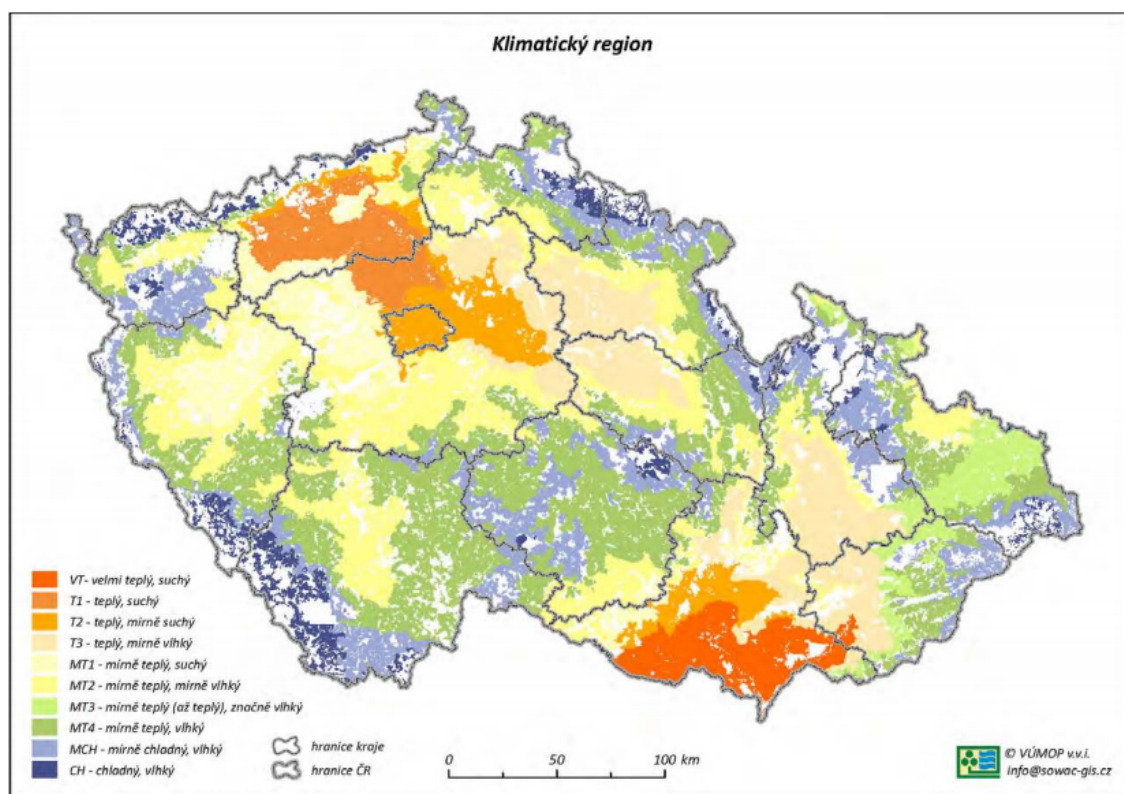 Klimatický region
VT- velmi teplý, suchý
T1 - teplý, suchý
T2 - teplý, mírně suchý
T3 - teplý, mírně vlhký
MT1 - mírně teplý, suchý
MT2 - mírně teplý, mírně vlhký
MT3 - mírně teplý (až teplý), značně vlhký
MT4 - mírně teplý, vlhký
MCH - mírně chladný, vlhký
CH - chladný, vlhký
hranice kraje
hranice ČR
0 50 100 km
© VÚMOP v.v.i.
info@sowac-gis.cz